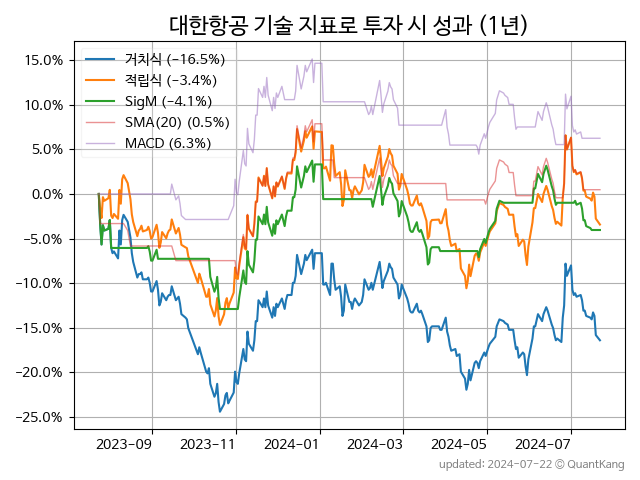 대한항공 기술 지표로 투자 시 성과 (1년)
15.0%
10.0%
5.0%
0.0%
−5.0%
−10.0%
−15.0%
−20.0%
−25.0%
거치식 (−16.5%)
적립식 (−3.4%)
SigM (−4.1%)
SMA(20) (0.5%)
MACD (6.3%)
2023−09
2023−11
2024−01
2024−03
2024−05
2024−07
updated: 2024-07-22 © QuantKang